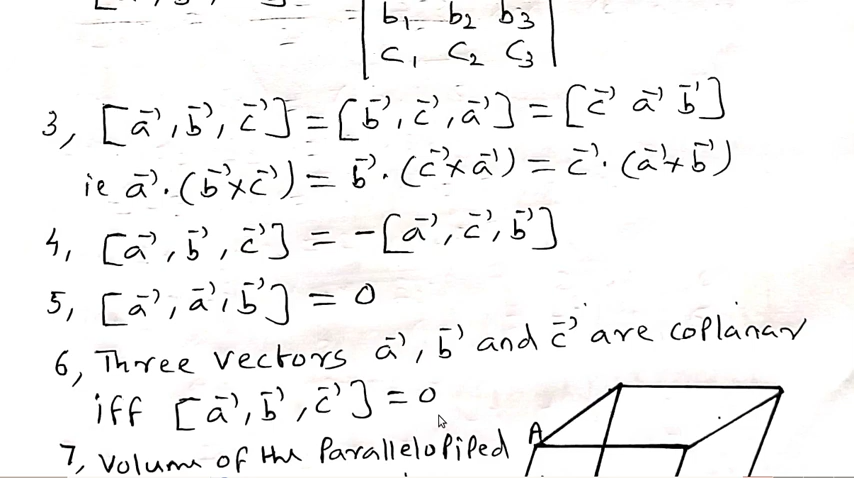 = | b₁ b₂ b₃ |
| c₁ c₂ c₃ |
3, [a⃗, b⃗, c⃗] = [b⃗, c⃗, a⃗] = [c⃗ a⃗ b⃗]
ie a⃗ · (b⃗ × c⃗) = b⃗ · (c⃗ × a⃗) = c⃗ · (a⃗ × b⃗)
4, [a⃗, b⃗, c⃗] = -[a⃗, c⃗, b⃗]
5, [a⃗, a⃗, b⃗] = 0
6, Three vectors a⃗, b⃗ and c⃗ are coplanar
iff [a⃗, b⃗, c⃗] = 0
7, Volume of the Parallelopiped
A